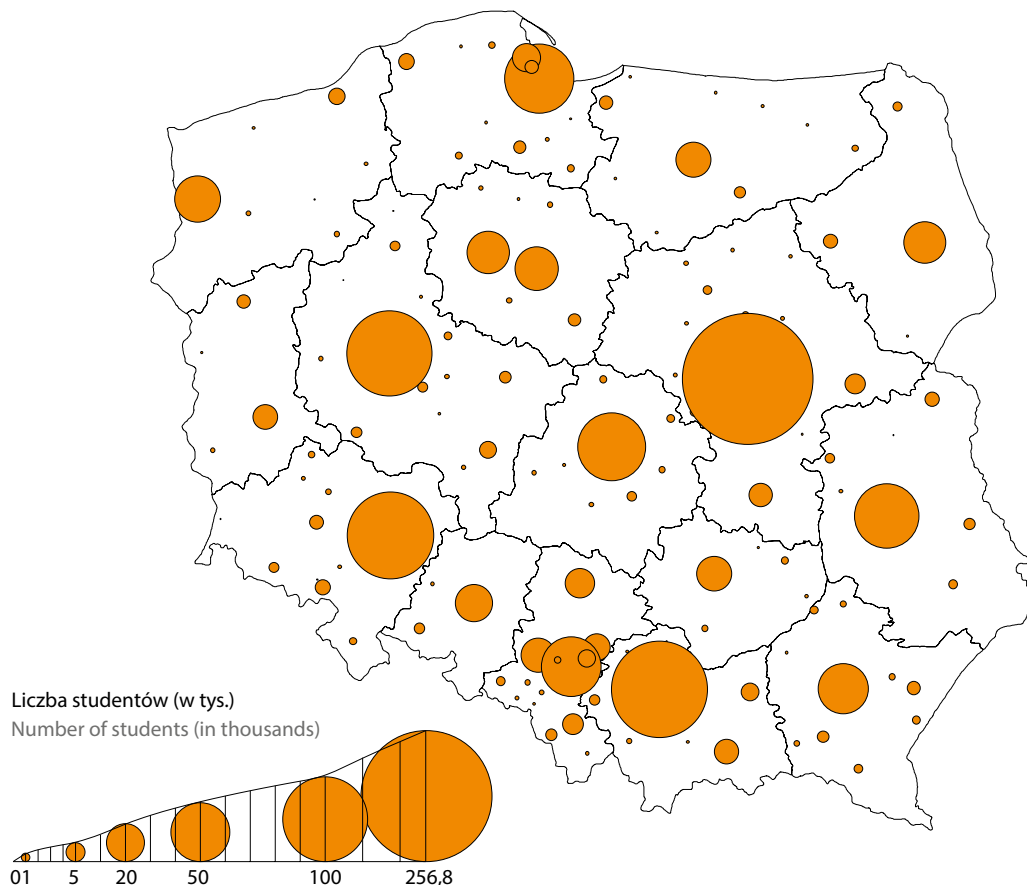 Liczba studentów (w tys.)
Number of students (in thousands)
01 5 20 50 100 256,8